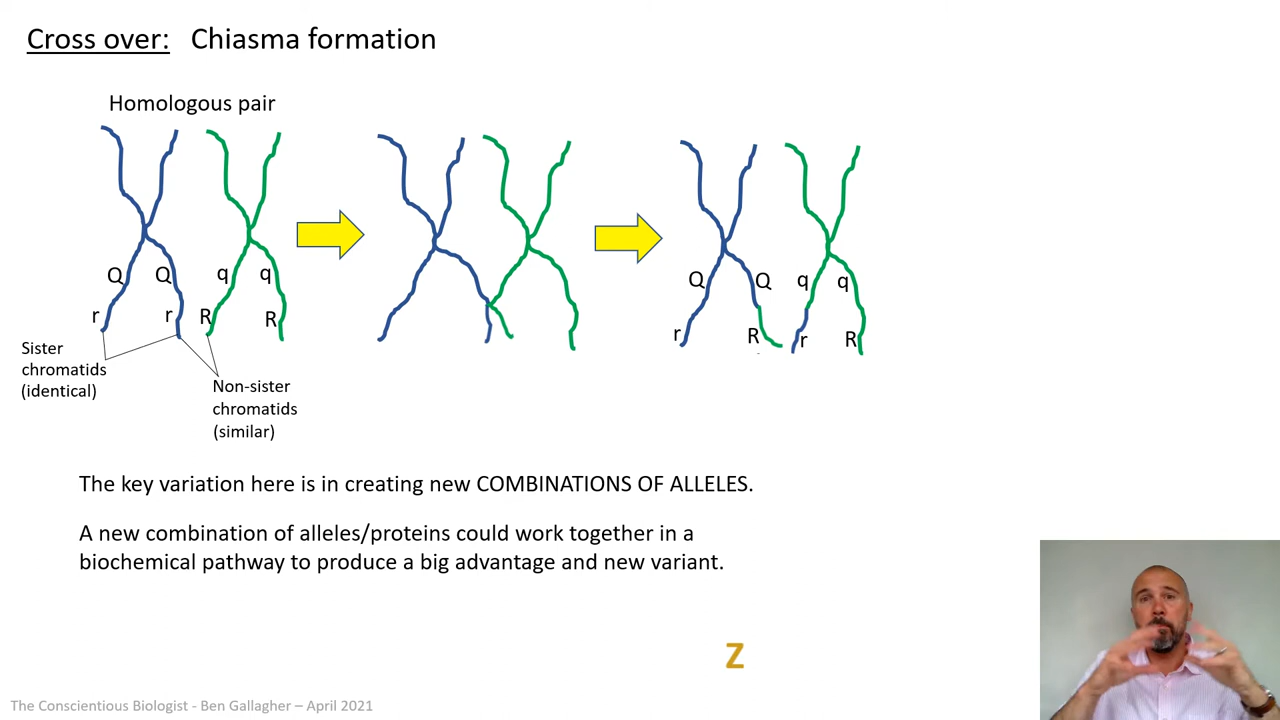 Cross over: Chiasma formation
Homologous pair
Q Q q q
r r R R
Q Q q q
r R r R
Sister
chromatids
(identical)
Non-sister
chromatids
(similar)
The key variation here is in creating new COMBINATIONS OF ALLELES.
A new combination of alleles/proteins could work together in a
biochemical pathway to produce a big advantage and new variant.
Z
The Conscientious Biologist - Ben Gallagher – April 2021